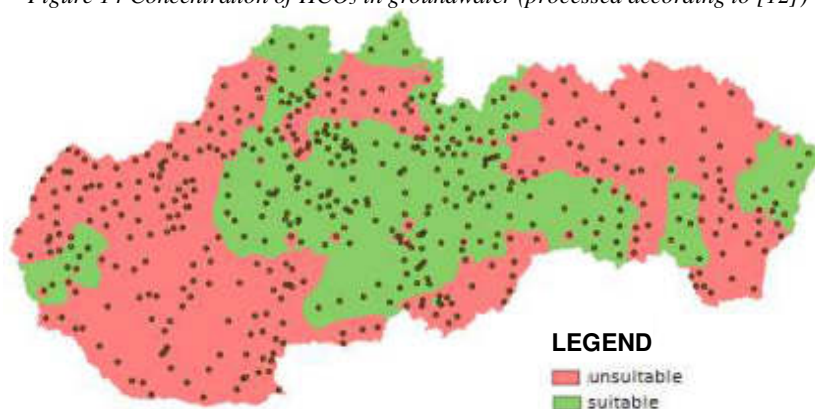 Figure 14 Concentration of HCO3 in groundwater (processed according to [12])
LEGEND
unsuitable
suitable